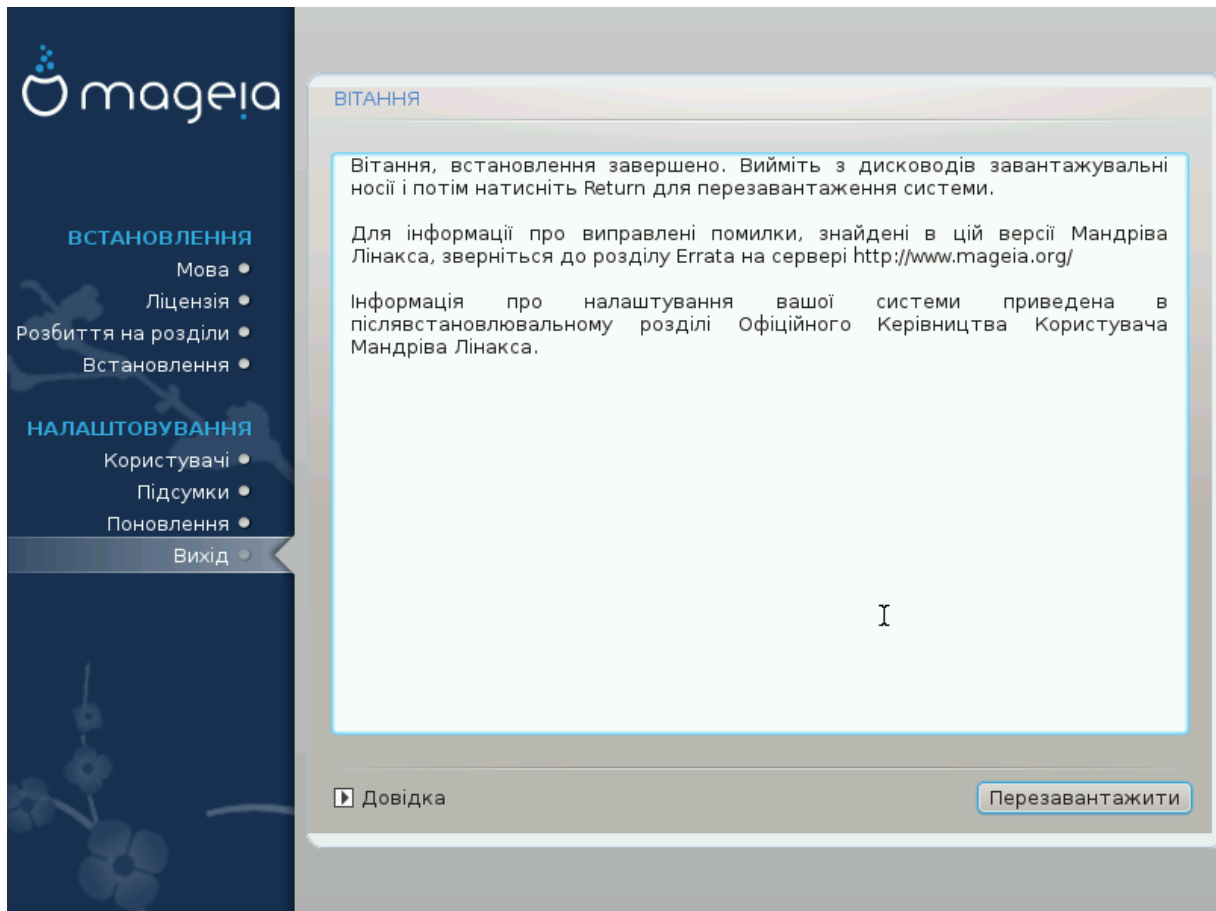 mageia
ВСТАНОВЛЕННЯ
Мова
Ліцензія
Розбиття на розділи
Встановлення
НАЛАШТОВУВАННЯ
Користувачі
Підсумки
Поновлення
Вихід
ВІТАННЯ
Вітання, встановлення завершено. Вийміть з дисководів завантажувальні
носії і потім натисніть Return для перезавантаження системи.
Для інформації про виправлені помилки, знайдені в цій версії Мандріва
Лінакса, зверніться до розділу Errata на сервері http://www.mageia.org/
Інформація про налаштування вашої системи приведена в
післявстановлювальному розділі Офіційного Керівництва Користувача
Мандріва Лінакса.
Довідка
Перезавантажити